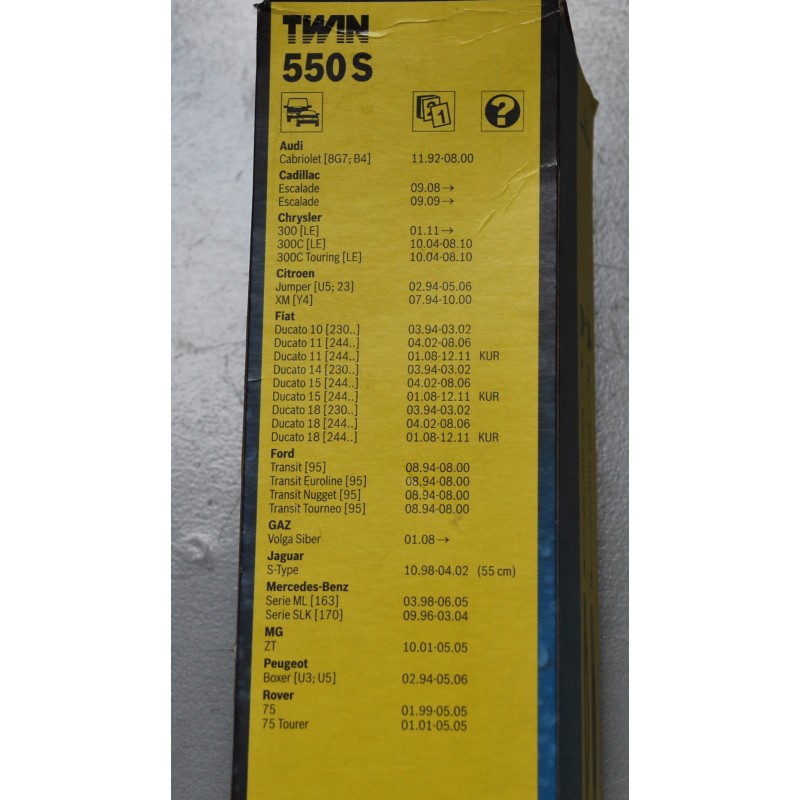 TWIN
550 S
1
?
Audi
Cabriolet [8G7; B4] 11.92-08.00
Cadillac
Escalade 09.08→
Escalade 09.09→
Chrysler
300 [LE] 01.11→
300C [LE] 10.04-08.10
300C Touring [LE] 10.04-08.10
Citroen
Jumper [U5; 23] 02.94-05.06
XM [Y4] 07.94-10.00
Fiat
Ducato 10 [230..] 03.94-03.02
Ducato 11 [244..] 04.02-08.06
Ducato 11 [244..] 01.08-12.11 KUR
Ducato 14 [230..] 03.94-03.02
Ducato 15 [244..] 04.02-08.06
Ducato 15 [244..] 01.08-12.11 KUR
Ducato 18 [230..] 03.94-03.02
Ducato 18 [244..] 04.02-08.06
Ducato 18 [244..] 01.08-12.11 KUR
Ford
Transit [95] 08.94-08.00
Transit Euroline [95] 08.94-08.00
Transit Nugget [95] 08.94-08.00
Transit Tourneo [95] 08.94-08.00
GAZ
Volga Siber 01.08→
Jaguar
S-Type 10.98-04.02 (55 cm)
Mercedes-Benz
Serie ML [163] 03.98-06.05
Serie SLK [170] 09.96-03.04
MG
ZT 10.01-05.05
Peugeot
Boxer [U3; U5] 02.94-05.06
Rover
75 01.99-05.05
75 Tourer 01.01-05.05